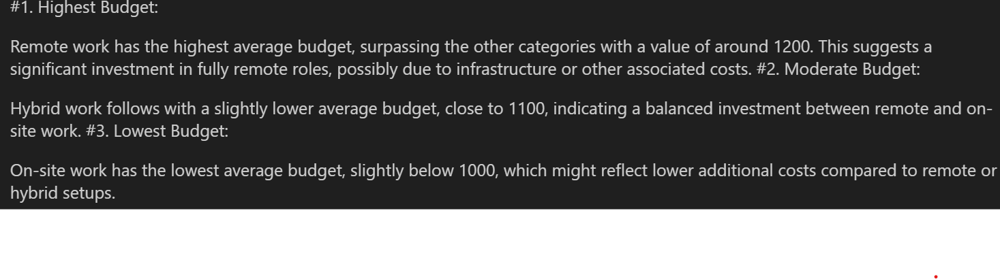 #1. Highest Budget:
Remote work has the highest average budget, surpassing the other categories with a value of around 1200. This suggests a
significant investment in fully remote roles, possibly due to infrastructure or other associated costs. #2. Moderate Budget:
Hybrid work follows with a slightly lower average budget, close to 1100, indicating a balanced investment between remote and on-
site work. #3. Lowest Budget:
On-site work has the lowest average budget, slightly below 1000, which might reflect lower additional costs compared to remote or
hybrid setups.